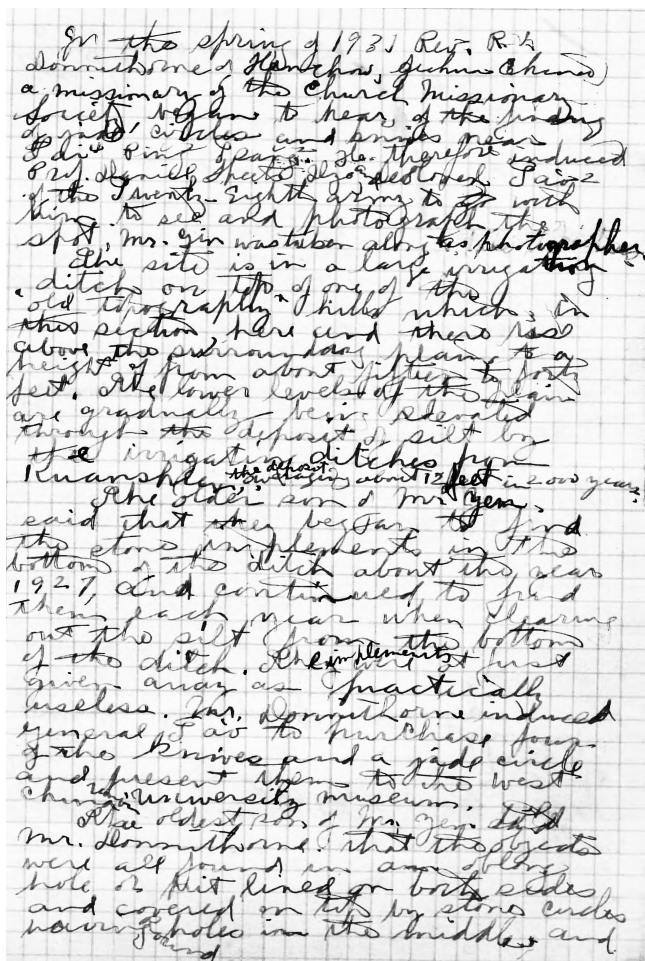 In the spring of 1931 Rev. R. V.
Donnithorne of Hanchow, Szechwan China
a missionary of the Church Missionary
Society began to hear of the finding
of jade circles and knives near
T'ai Ping. He therefore induced
Prof. Daniel Sheets Dye Colonel T'ao
of the Twenty-Eighth army to go with
him to see and photograph the
spot. Mr. Gin was taken along as photographer.
The site is in a large irrigation
ditch on top of one of the
"old topography" hills which, in
this section, here and there rise
above the surrounding plain to a
height of from about fifteen to forty
feet. The lower levels of the plain
are gradually being elevated
through the deposit of silt by
the irrigation ditches from
Kuanshien, the deposit averaging about 12 feet in 2000 years.
The older son of Mr. Yen
said that they began to find
the stone implements in the
bottom of the ditch about the year
1927, and continued to find
them each year when clearing
out the silt from the bottom
of the ditch. The implements were at first
given away as practically
useless. Mr. Donnithorne induced
General T'ao to purchase four
of the knives and a jade circle
and present them to the West
China Union University museum.
The oldest son of Mr. Yen told
Mr. Donnithorne that the objects
were all found in an oblong
hole or pit lined on both sides
and covered on top by stone circles
having round holes in the middle, and